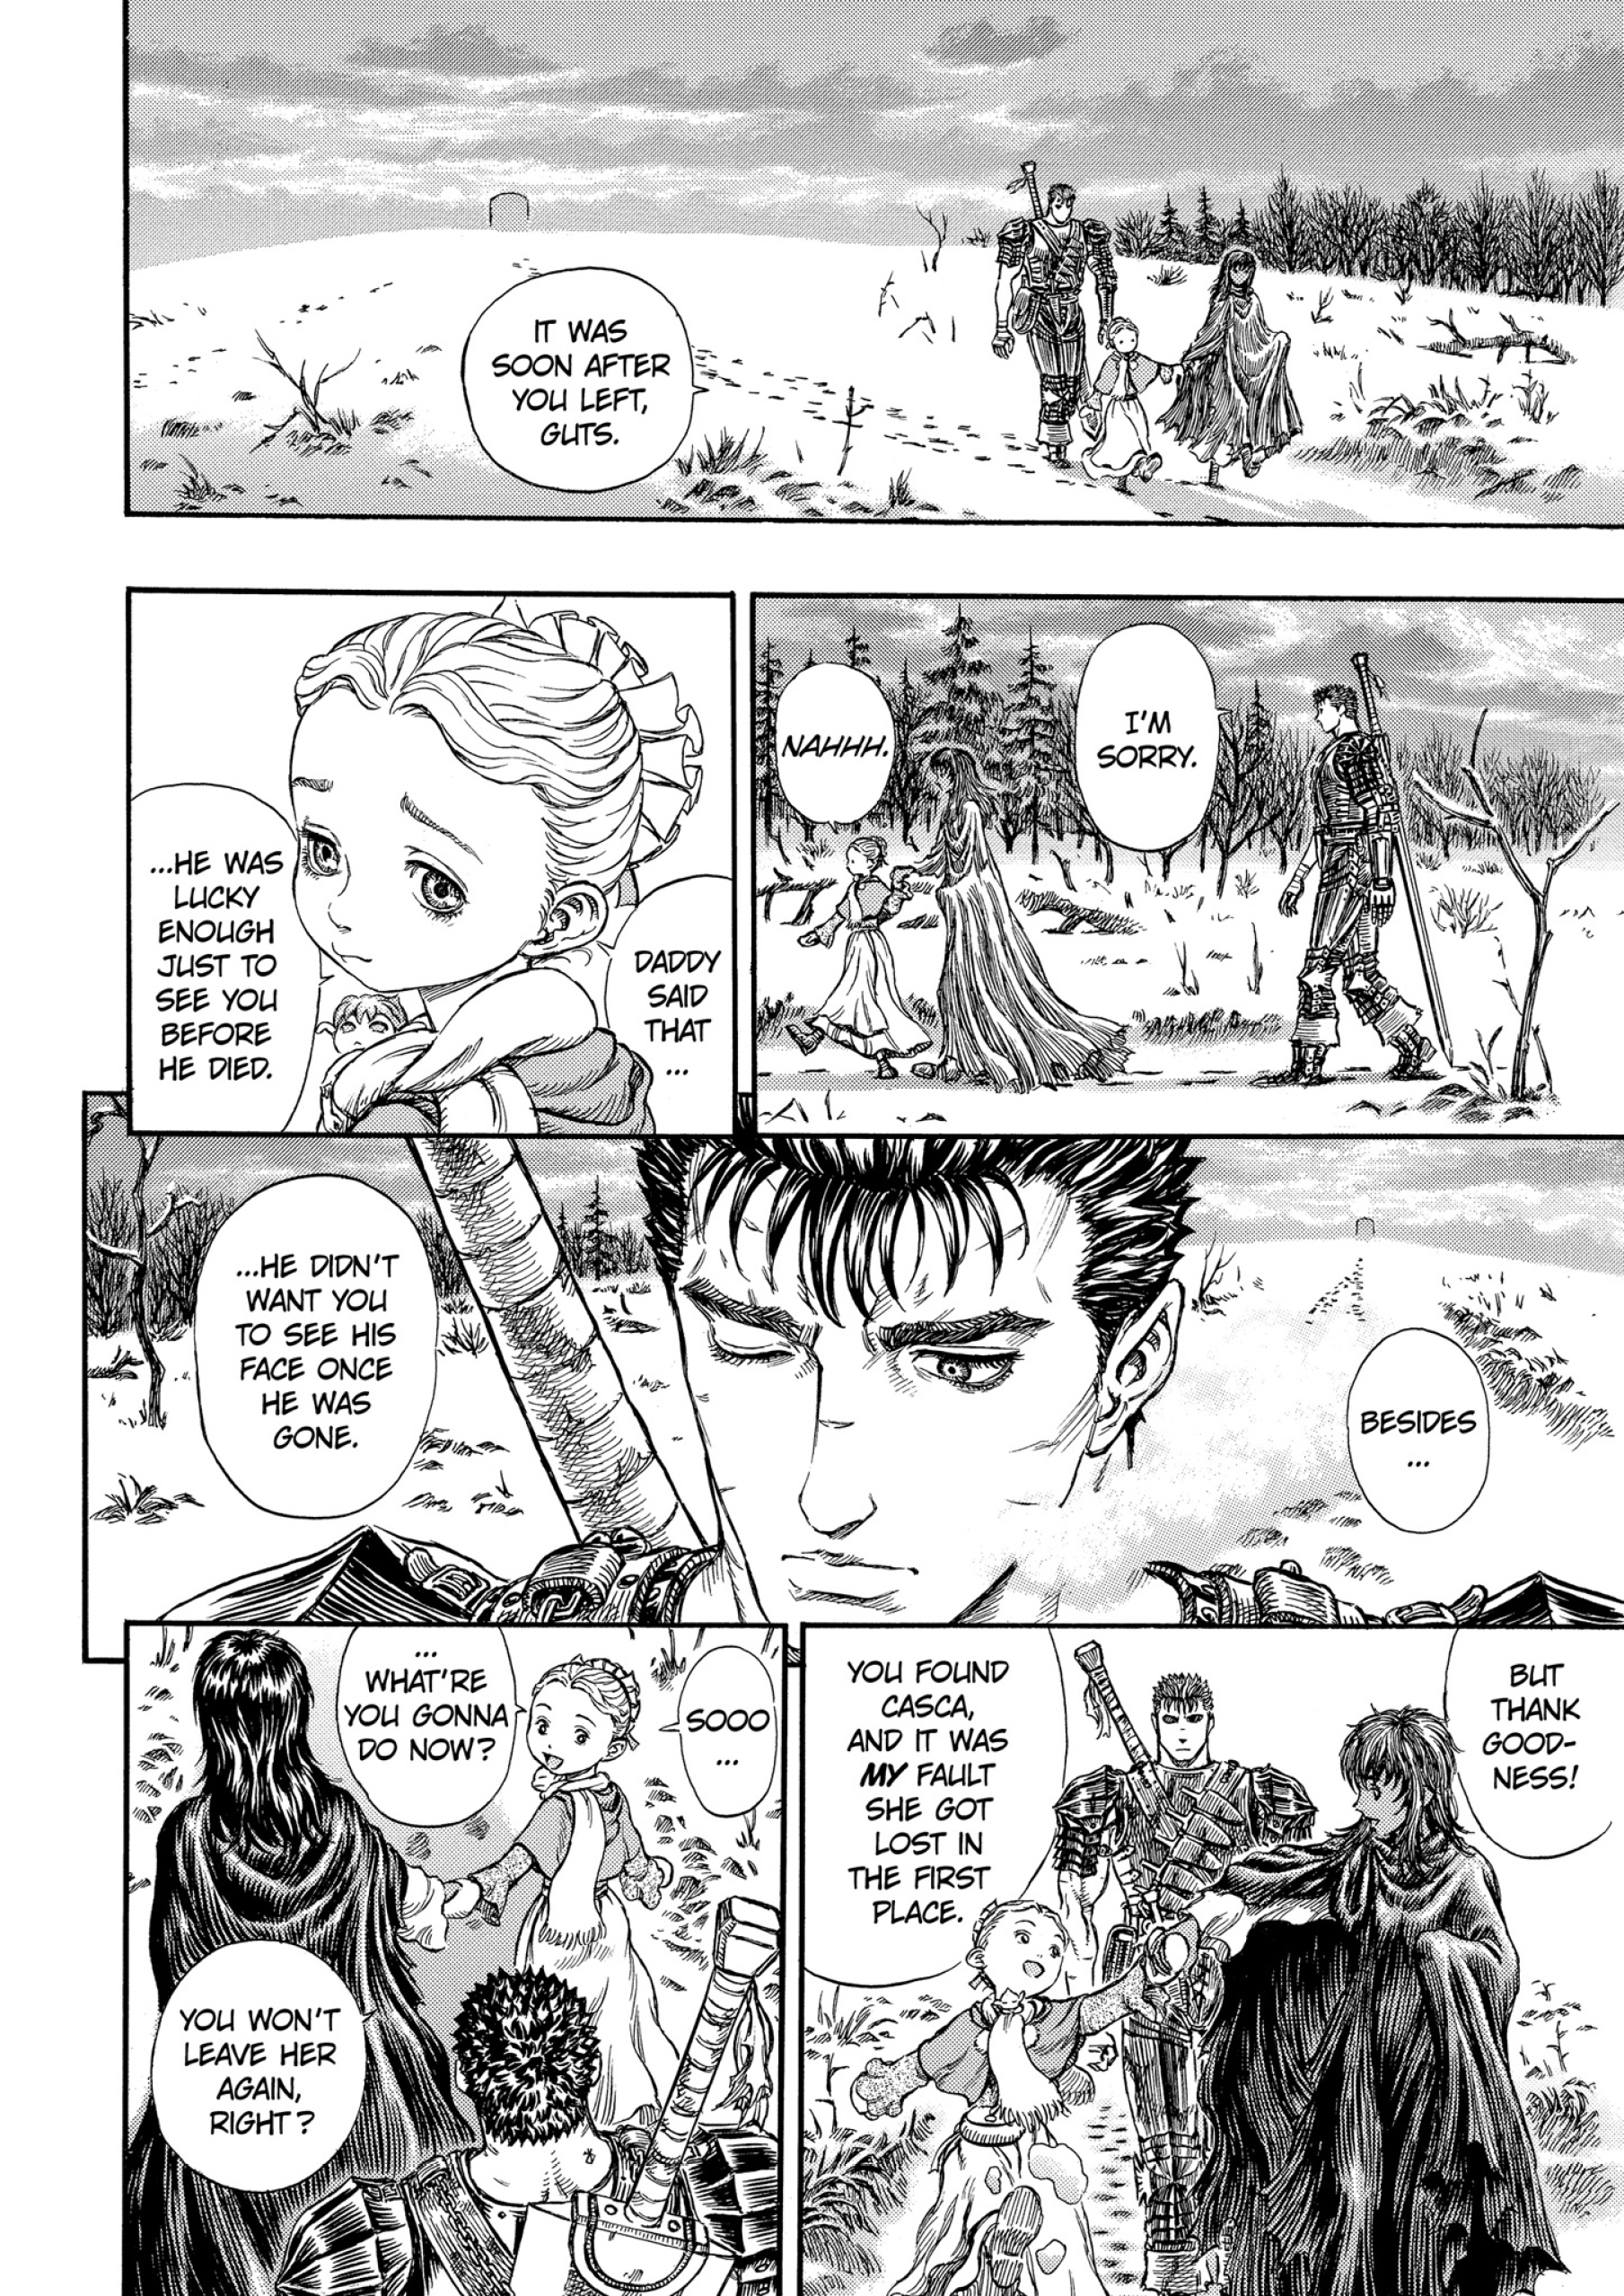 IT WAS
SOON AFTER
YOU LEFT,
GUTS.
I'M
SORRY.
NAHHH.
DADDY
SAID
THAT
...
...HE WAS
LUCKY
ENOUGH
JUST TO
SEE YOU
BEFORE
HE DIED.
BESIDES
...
...HE DIDN'T
WANT YOU
TO SEE HIS
FACE ONCE
HE WAS
GONE.
BUT
THANK
GOOD-
NESS!
YOU FOUND
CASCA,
AND IT WAS
MY FAULT
SHE GOT
LOST IN
THE FIRST
PLACE.
SOOO
...
...
WHAT'RE
YOU GONNA
DO NOW?
YOU WON'T
LEAVE HER
AGAIN,
RIGHT?